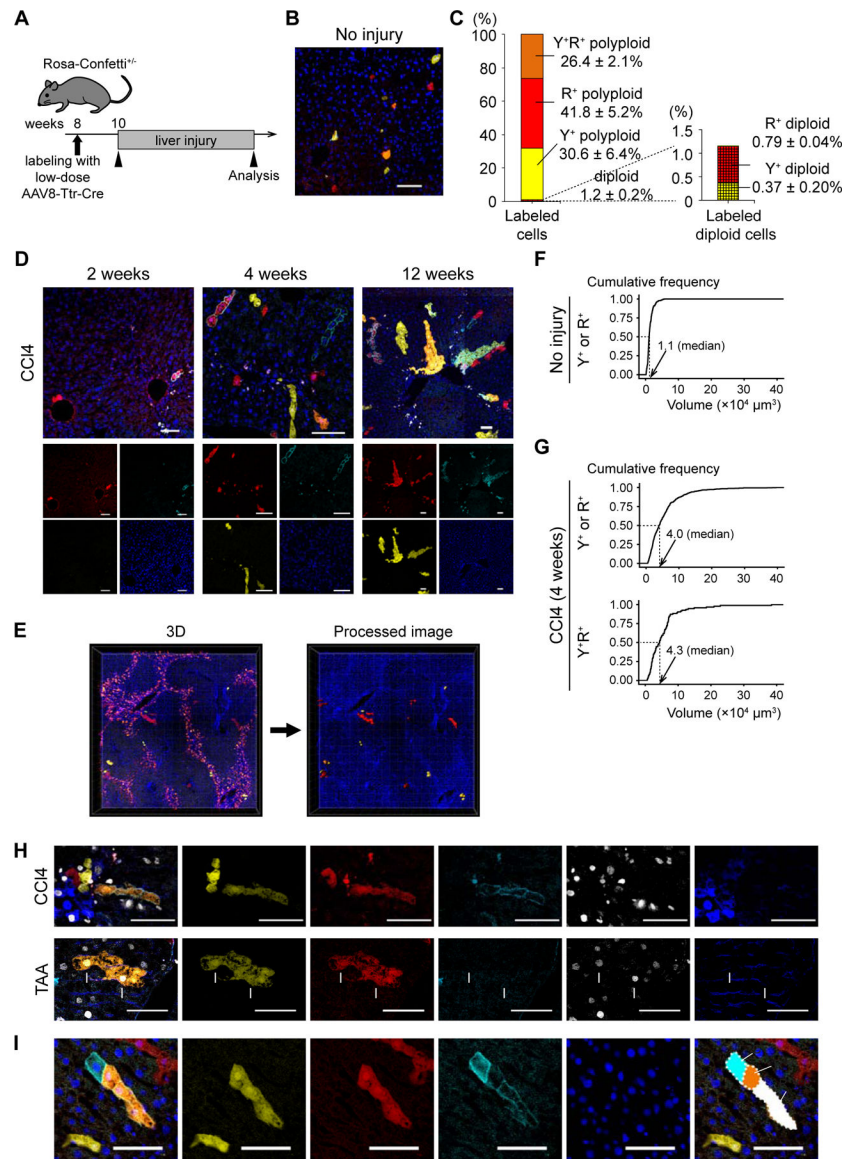 A
Rosa-Confetti+/-
weeks 8 10
liver injury
labeling with
low-dose
AAV8-Ttr-Cre
Analysis
B
No injury
C
(%)
100
80
60
40
20
0
Y⁺R⁺ polyploid
26.4 ± 2.1%
R⁺ polyploid
41.8 ± 5.2%
Y⁺ polyploid
30.6 ± 6.4%
diploid
1.2 ± 0.2%
Labeled
cells
(%)
1.5
1.0
0.5
0
R⁺ diploid
0.79 ± 0.04%
Y⁺ diploid
0.37 ± 0.20%
Labeled
diploid cells
D
2 weeks 4 weeks 12 weeks
CCl4
E
3D
Processed image
F
Cumulative frequency
No injury
Y⁺ or R⁺
1.00
0.75
0.50
0.25
0.00
1.1 (median)
0 10 20 30 40
Volume (×10⁴ μm³)
G
Cumulative frequency
CCl4 (4 weeks)
Y⁺ or R⁺
1.00
0.75
0.50
0.25
0.00
4.0 (median)
0 10 20 30 40
Y⁺R⁺
1.00
0.75
0.50
0.25
0.00
4.3 (median)
0 10 20 30 40
Volume (×10⁴ μm³)
H
CCl4
TAA
I